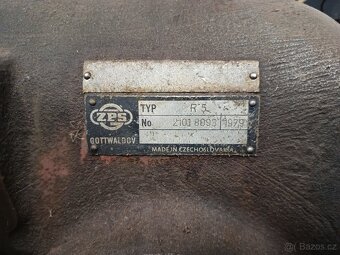 TYP R 5
ZPS No 2101 8093 1979
GOTTWALDOV
MADE IN CZECHOSLOVAKIA
© Bazos.cz